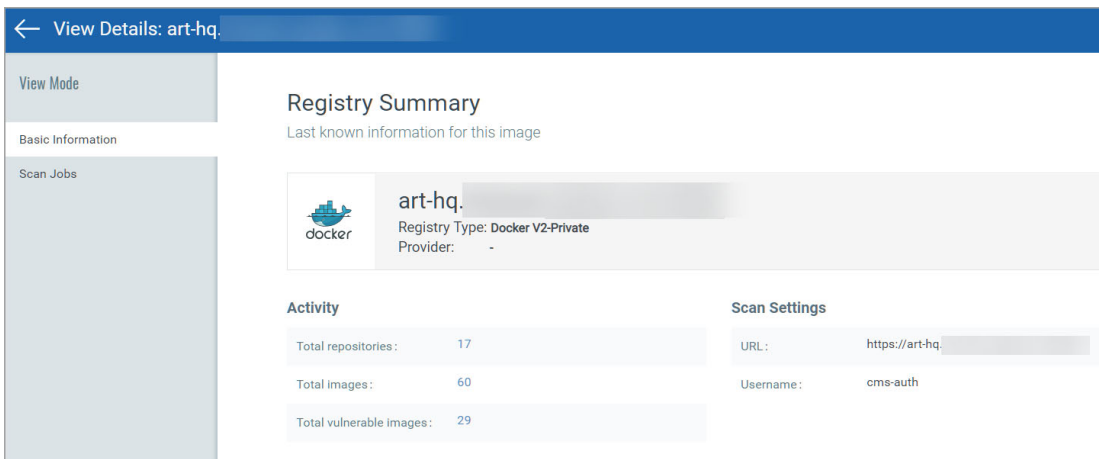 ← View Details: art-hq.
View Mode
Basic Information
Scan Jobs
Registry Summary
Last known information for this image
docker
art-hq.
Registry Type: Docker V2-Private
Provider: -
Activity
Total repositories: 17
Total images: 60
Total vulnerable images: 29
Scan Settings
URL: https://art-hq.
Username: cms-auth